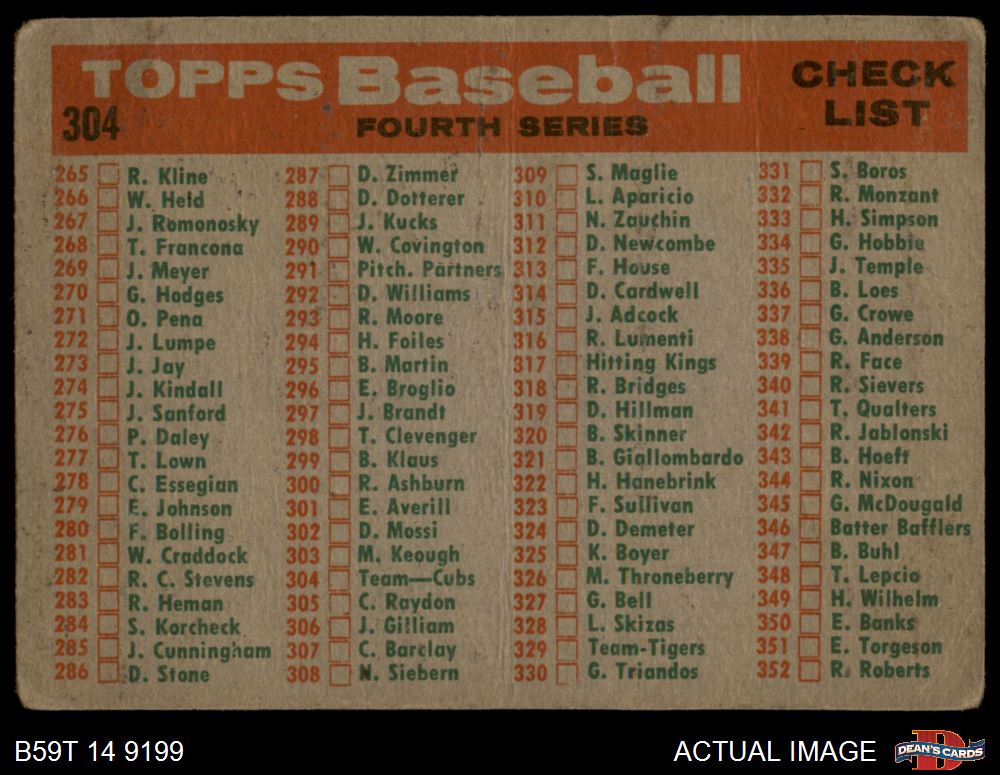 TOPPS Baseball CHECK LIST
304 FOURTH SERIES
265 R. Kline
266 W. Held
267 J. Romonosky
268 T. Francona
269 J. Meyer
270 G. Hodges
271 O. Pena
272 J. Lumpe
273 J. Jay
274 J. Kindall
275 J. Sanford
276 P. Daley
277 T. Lown
278 C. Essegian
279 E. Johnson
280 F. Bolling
281 W. Craddock
282 R. C. Stevens
283 R. Heman
284 S. Korcheck
285 J. Cunningham
286 D. Stone
287 D. Zimmer
288 D. Dotterer
289 J. Kucks
290 W. Covington
291 Pitch. Partners
292 D. Williams
293 R. Moore
294 H. Foiles
295 B. Martin
296 E. Broglio
297 J. Brandt
298 T. Clevenger
299 B. Klaus
300 R. Ashburn
301 E. Averill
302 D. Mossi
303 M. Keough
304 Team—Cubs
305 C. Raydon
306 J. Gilliam
307 C. Barclay
308 N. Siebern
309 S. Maglie
310 L. Aparicio
311 N. Zauchin
312 D. Newcombe
313 F. House
314 D. Cardwell
315 J. Adcock
316 R. Lumenti
317 Hitting Kings
318 R. Bridges
319 D. Hillman
320 B. Skinner
321 B. Giallombardo
322 H. Hanebrink
323 F. Sullivan
324 D. Demeter
325 K. Boyer
326 M. Throneberry
327 G. Bell
328 L. Skizas
329 Team-Tigers
330 G. Triandos
331 S. Boros
332 R. Monzant
333 H. Simpson
334 G. Hobbie
335 J. Temple
336 B. Loes
337 G. Crowe
338 G. Anderson
339 R. Face
340 R. Sievers
341 T. Qualters
342 R. Jablonski
343 B. Hoeft
344 R. Nixon
345 G. McDougald
346 Batter Bafflers
347 B. Buhl
348 T. Lepcio
349 H. Wilhelm
350 E. Banks
351 E. Torgeson
352 R. Roberts
B59T 14 9199
ACTUAL IMAGE
D
DEAN'S CARDS